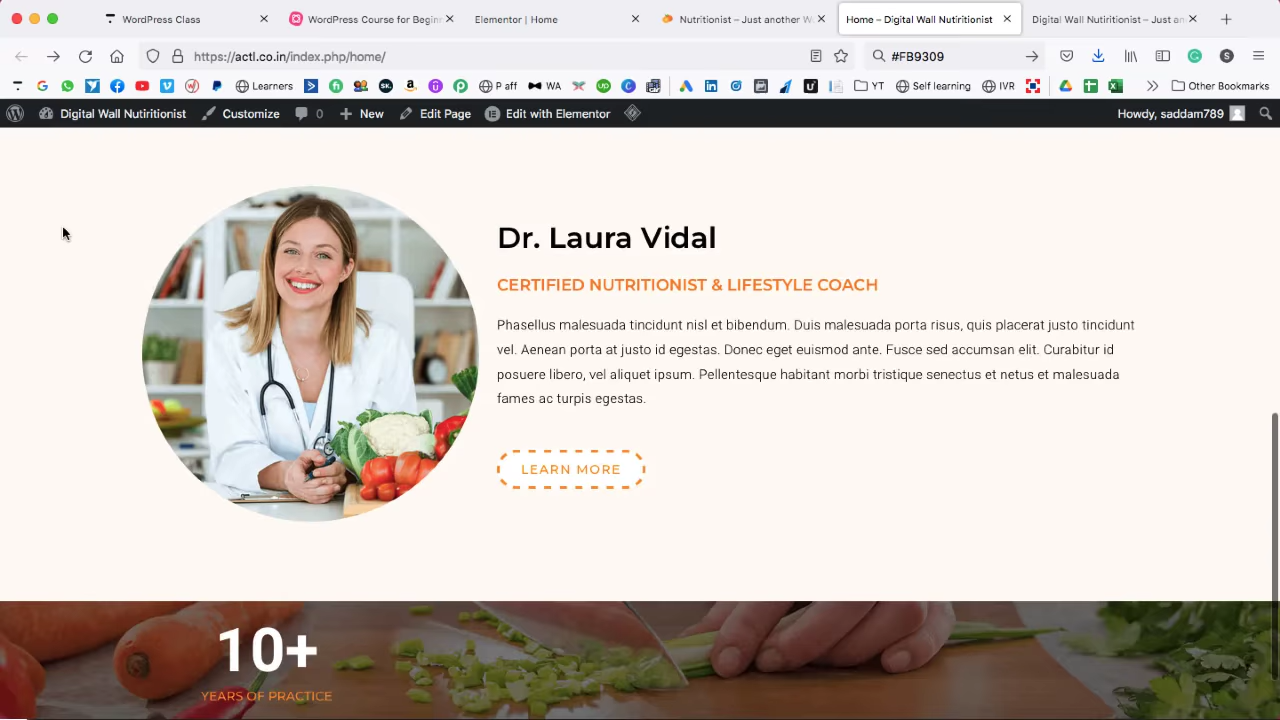 WordPress Class
WordPress Course for Beginn
Elementor | Home
Nutritionist – Just another W
Home – Digital Wall Nutiritionist
Digital Wall Nutiritionist – Just an
https://actl.co.in/index.php/home/
#FB9309
Learners
P aff
WA
YT
Self learning
IVR
Other Bookmarks
Digital Wall Nutiritionist
Customize
0
New
Edit Page
Edit with Elementor
Howdy, saddam789
Dr. Laura Vidal
CERTIFIED NUTRITIONIST & LIFESTYLE COACH
Phasellus malesuada tincidunt nisl et bibendum. Duis malesuada porta risus, quis placerat justo tincidunt
vel. Aenean porta at justo id egestas. Donec eget euismod ante. Fusce sed accumsan elit. Curabitur id
posuere libero, vel aliquet ipsum. Pellentesque habitant morbi tristique senectus et netus et malesuada
fames ac turpis egestas.
LEARN MORE
10+
YEARS OF PRACTICE